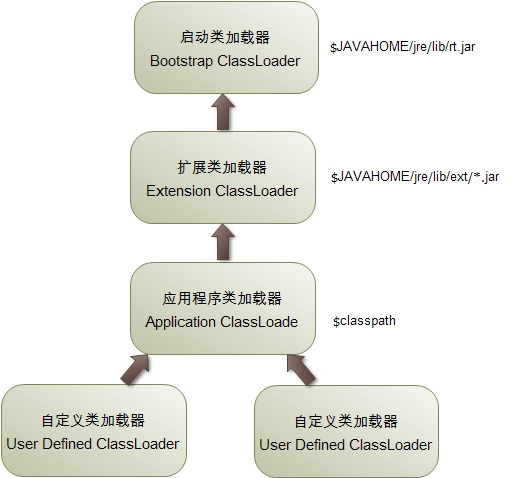 启动类加载器
Bootstrap ClassLoader
$JAVAHOME/jre/lib/rt.jar
扩展类加载器
Extension ClassLoader
$JAVAHOME/jre/lib/ext/*.jar
应用程序类加载器
Application ClassLoade
$classpath
自定义类加载器
User Defined ClassLoader
自定义类加载器
User Defined ClassLoader